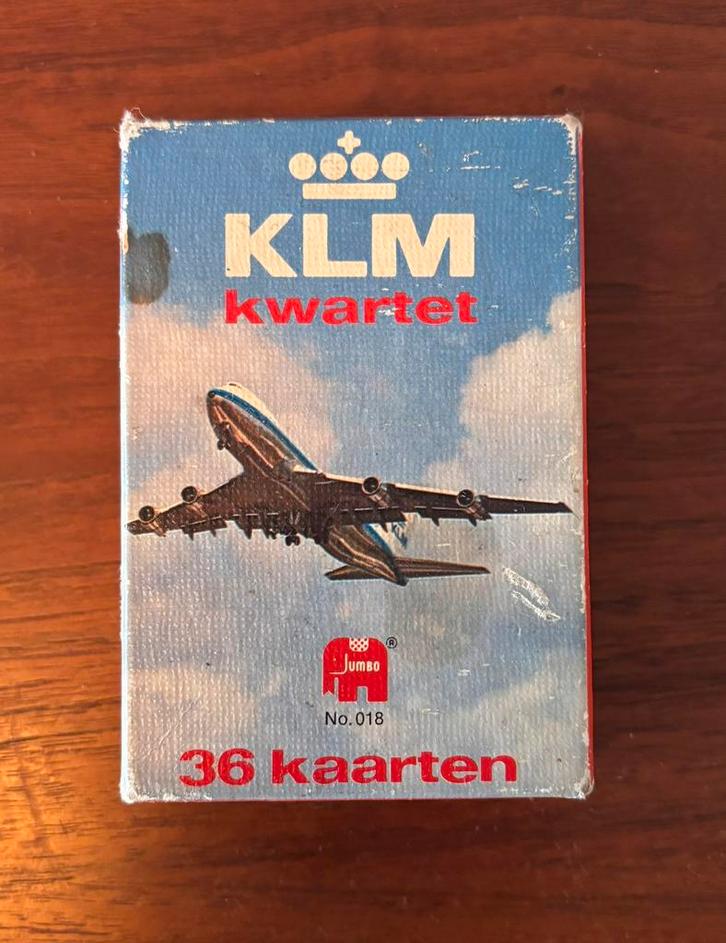 KLM
kwartet
JUMBO ®
No. 018
36 kaarten